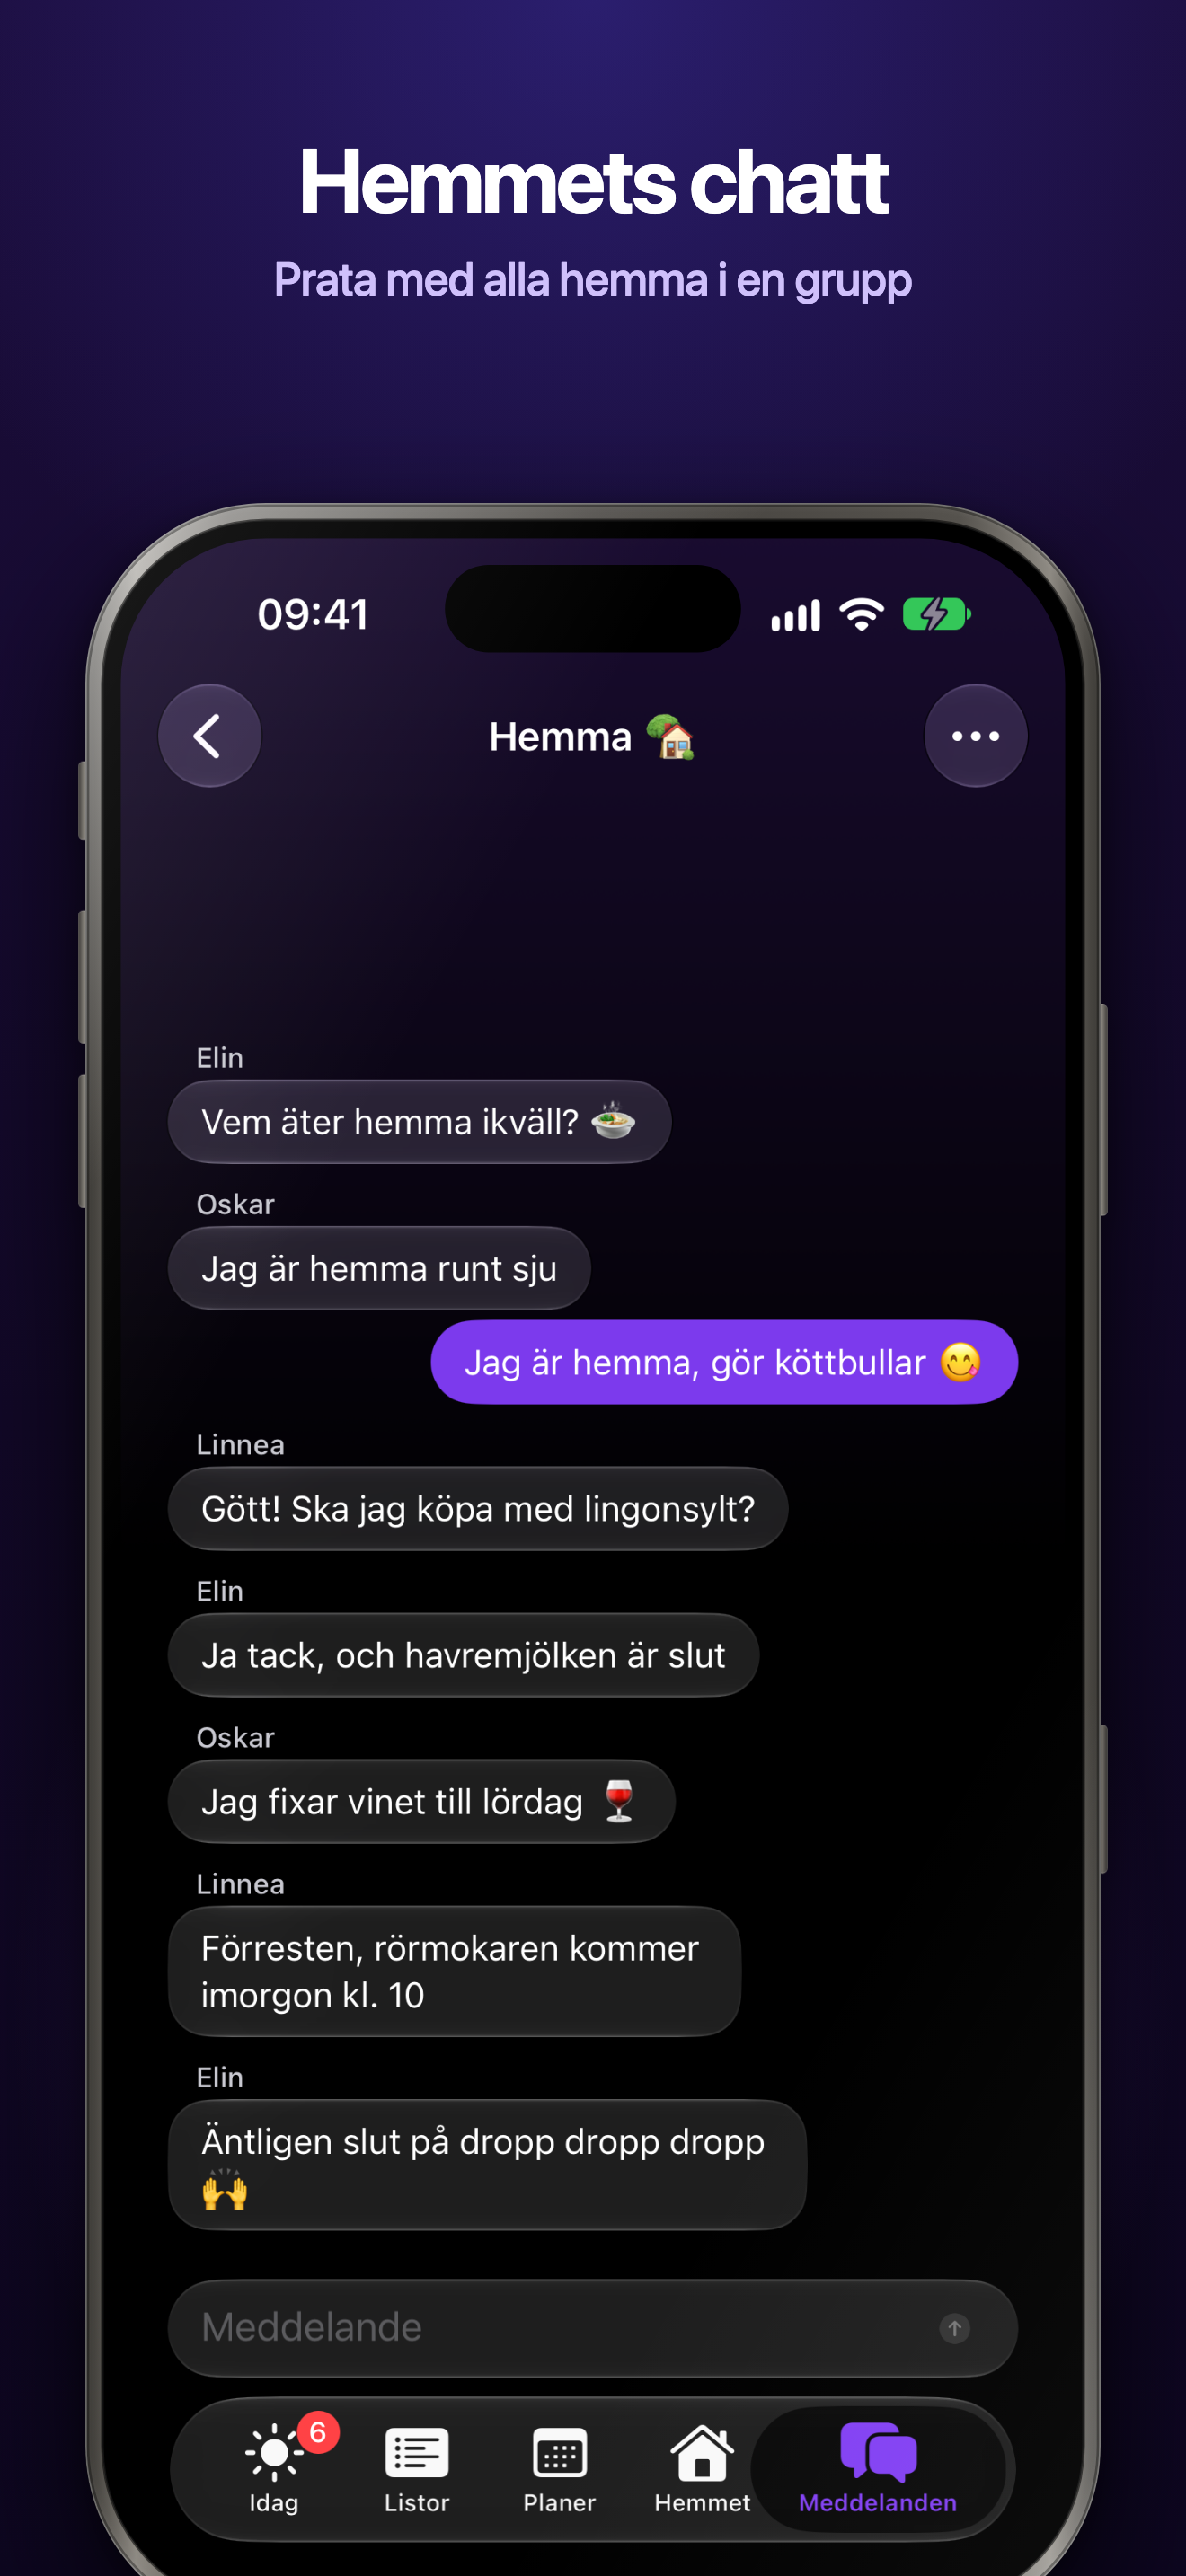 Hemmets chatt
Prata med alla hemma i en grupp
09:41
Hemma 🏡
Elin
Vem äter hemma ikväll? 🍲
Oskar
Jag är hemma runt sju
Jag är hemma, gör köttbullar 😋
Linnea
Gött! Ska jag köpa med lingonsylt?
Elin
Ja tack, och havremjölken är slut
Oskar
Jag fixar vinet till lördag 🍷
Linnea
Förresten, rörmokaren kommer
imorgon kl. 10
Elin
Äntligen slut på dropp dropp dropp
🙌
Meddelande
6
Idag Listor Planer Hemmet Meddelanden